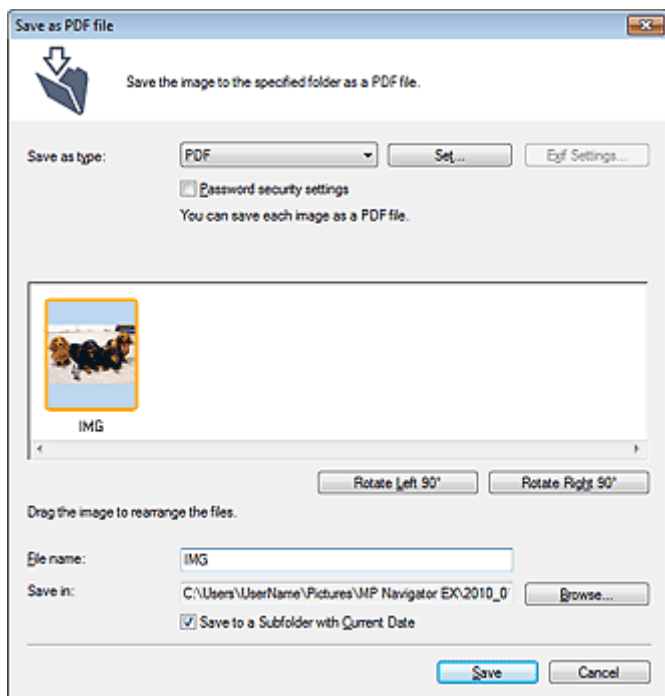 Save as PDF file
Save the image to the specified folder as a PDF file.
Save as type: PDF Set... Exif Settings...
Password security settings
You can save each image as a PDF file.
IMG
Rotate Left 90° Rotate Right 90°
Drag the image to rearrange the files.
File name: IMG
Save in: C:\Users\UserName\Pictures\MP Navigator EX\2010_0 Browse...
Save to a Subfolder with Current Date
Save Cancel